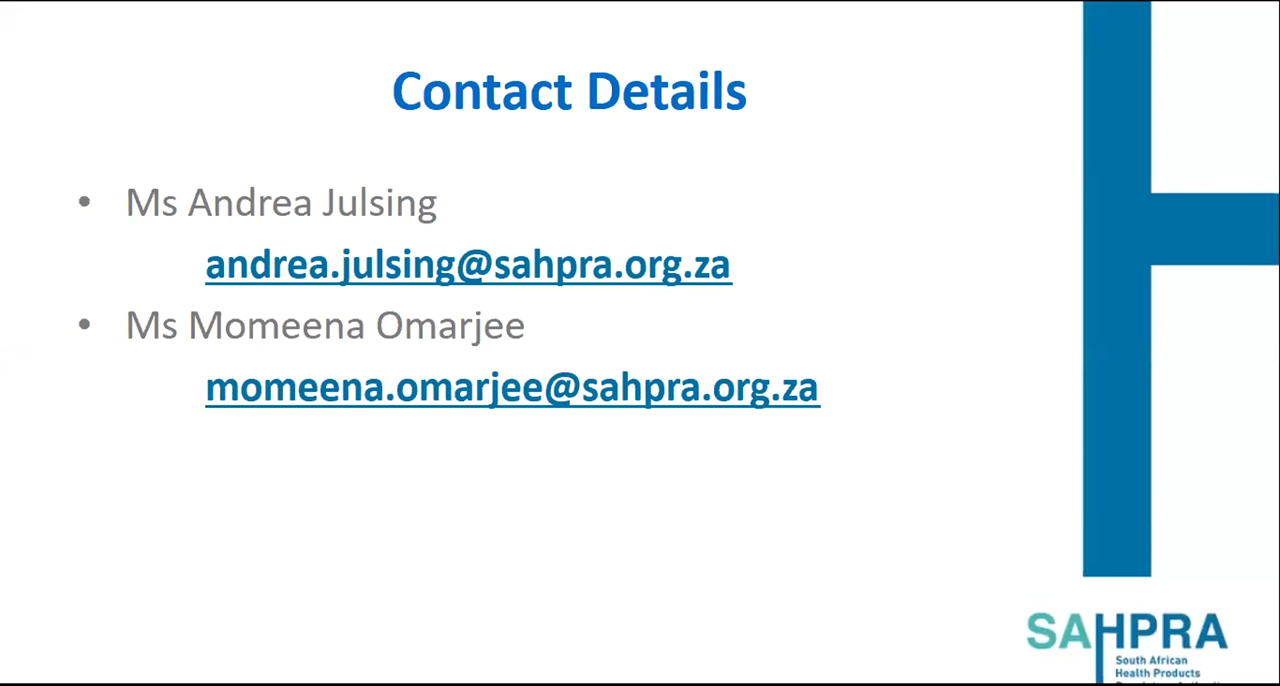 Contact Details
• Ms Andrea Julsing
andrea.julsing@sahpra.org.za
• Ms Momeena Omarjee
momeena.omarjee@sahpra.org.za
SAHPRA
South African
Health Products